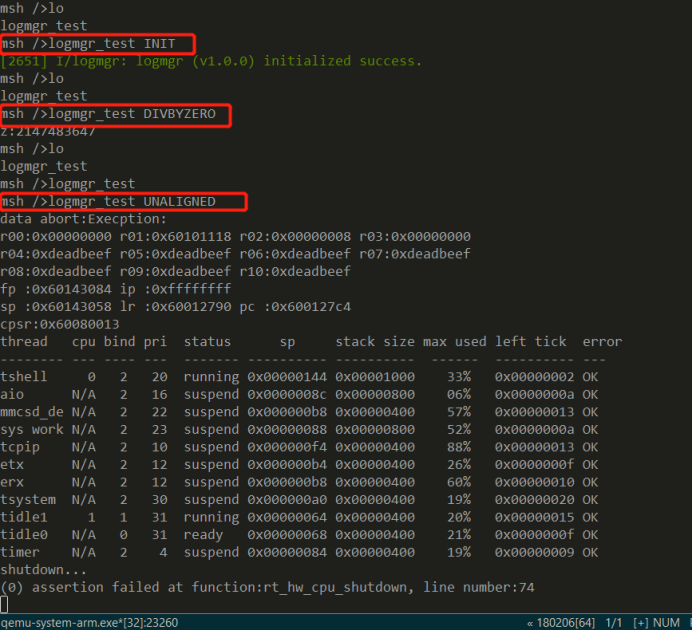 msh />lo
logmgr_test
msh />logmgr_test INIT
[2651] I/logmgr: logmgr (v1.0.0) initialized success.
msh />lo
logmgr_test
msh />logmgr_test DIVBYZERO
z:2147483647
msh />lo
logmgr_test
msh />logmgr_test
msh />logmgr_test UNALIGNED
data abort:Execption:
r00:0x00000000 r01:0x60101118 r02:0x00000008 r03:0x00000000
r04:0xdeadbeef r05:0xdeadbeef r06:0xdeadbeef r07:0xdeadbeef
r08:0xdeadbeef r09:0xdeadbeef r10:0xdeadbeef
fp :0x60143084 ip :0xffffffff
sp :0x60143058 lr :0x60012790 pc :0x600127c4
cpsr:0x60080013
thread   cpu bind pri  status      sp     stack size max used left tick  error
-------- --- ---- ---  ------- ---------- ----------  ------  ---------- ---
tshell     0   2   20  running 0x00000144 0x00001000    33%   0x00000002 OK
aio      N/A   2   16  suspend 0x0000008c 0x00000800    06%   0x0000000a OK
mmcsd_de N/A   2   22  suspend 0x000000b8 0x00000400    57%   0x00000013 OK
sys work N/A   2   23  suspend 0x00000088 0x00000800    52%   0x0000000a OK
tcpip    N/A   2   10  suspend 0x000000f4 0x00000400    88%   0x00000013 OK
etx      N/A   2   12  suspend 0x000000b4 0x00000400    26%   0x0000000f OK
erx      N/A   2   12  suspend 0x000000b8 0x00000400    60%   0x00000010 OK
tsystem  N/A   2   30  suspend 0x000000a0 0x00000400    19%   0x00000020 OK
tidle1     1   1   31  running 0x00000064 0x00000400    20%   0x00000015 OK
tidle0   N/A   0   31  ready   0x00000068 0x00000400    21%   0x0000000f OK
timer    N/A   2    4  suspend 0x00000084 0x00000400    19%   0x00000009 OK
shutdown...
(0) assertion failed at function:rt_hw_cpu_shutdown, line number:74
qemu-system-arm.exe*[32]:23260 « 180206[64] 1/1 [+] NUM